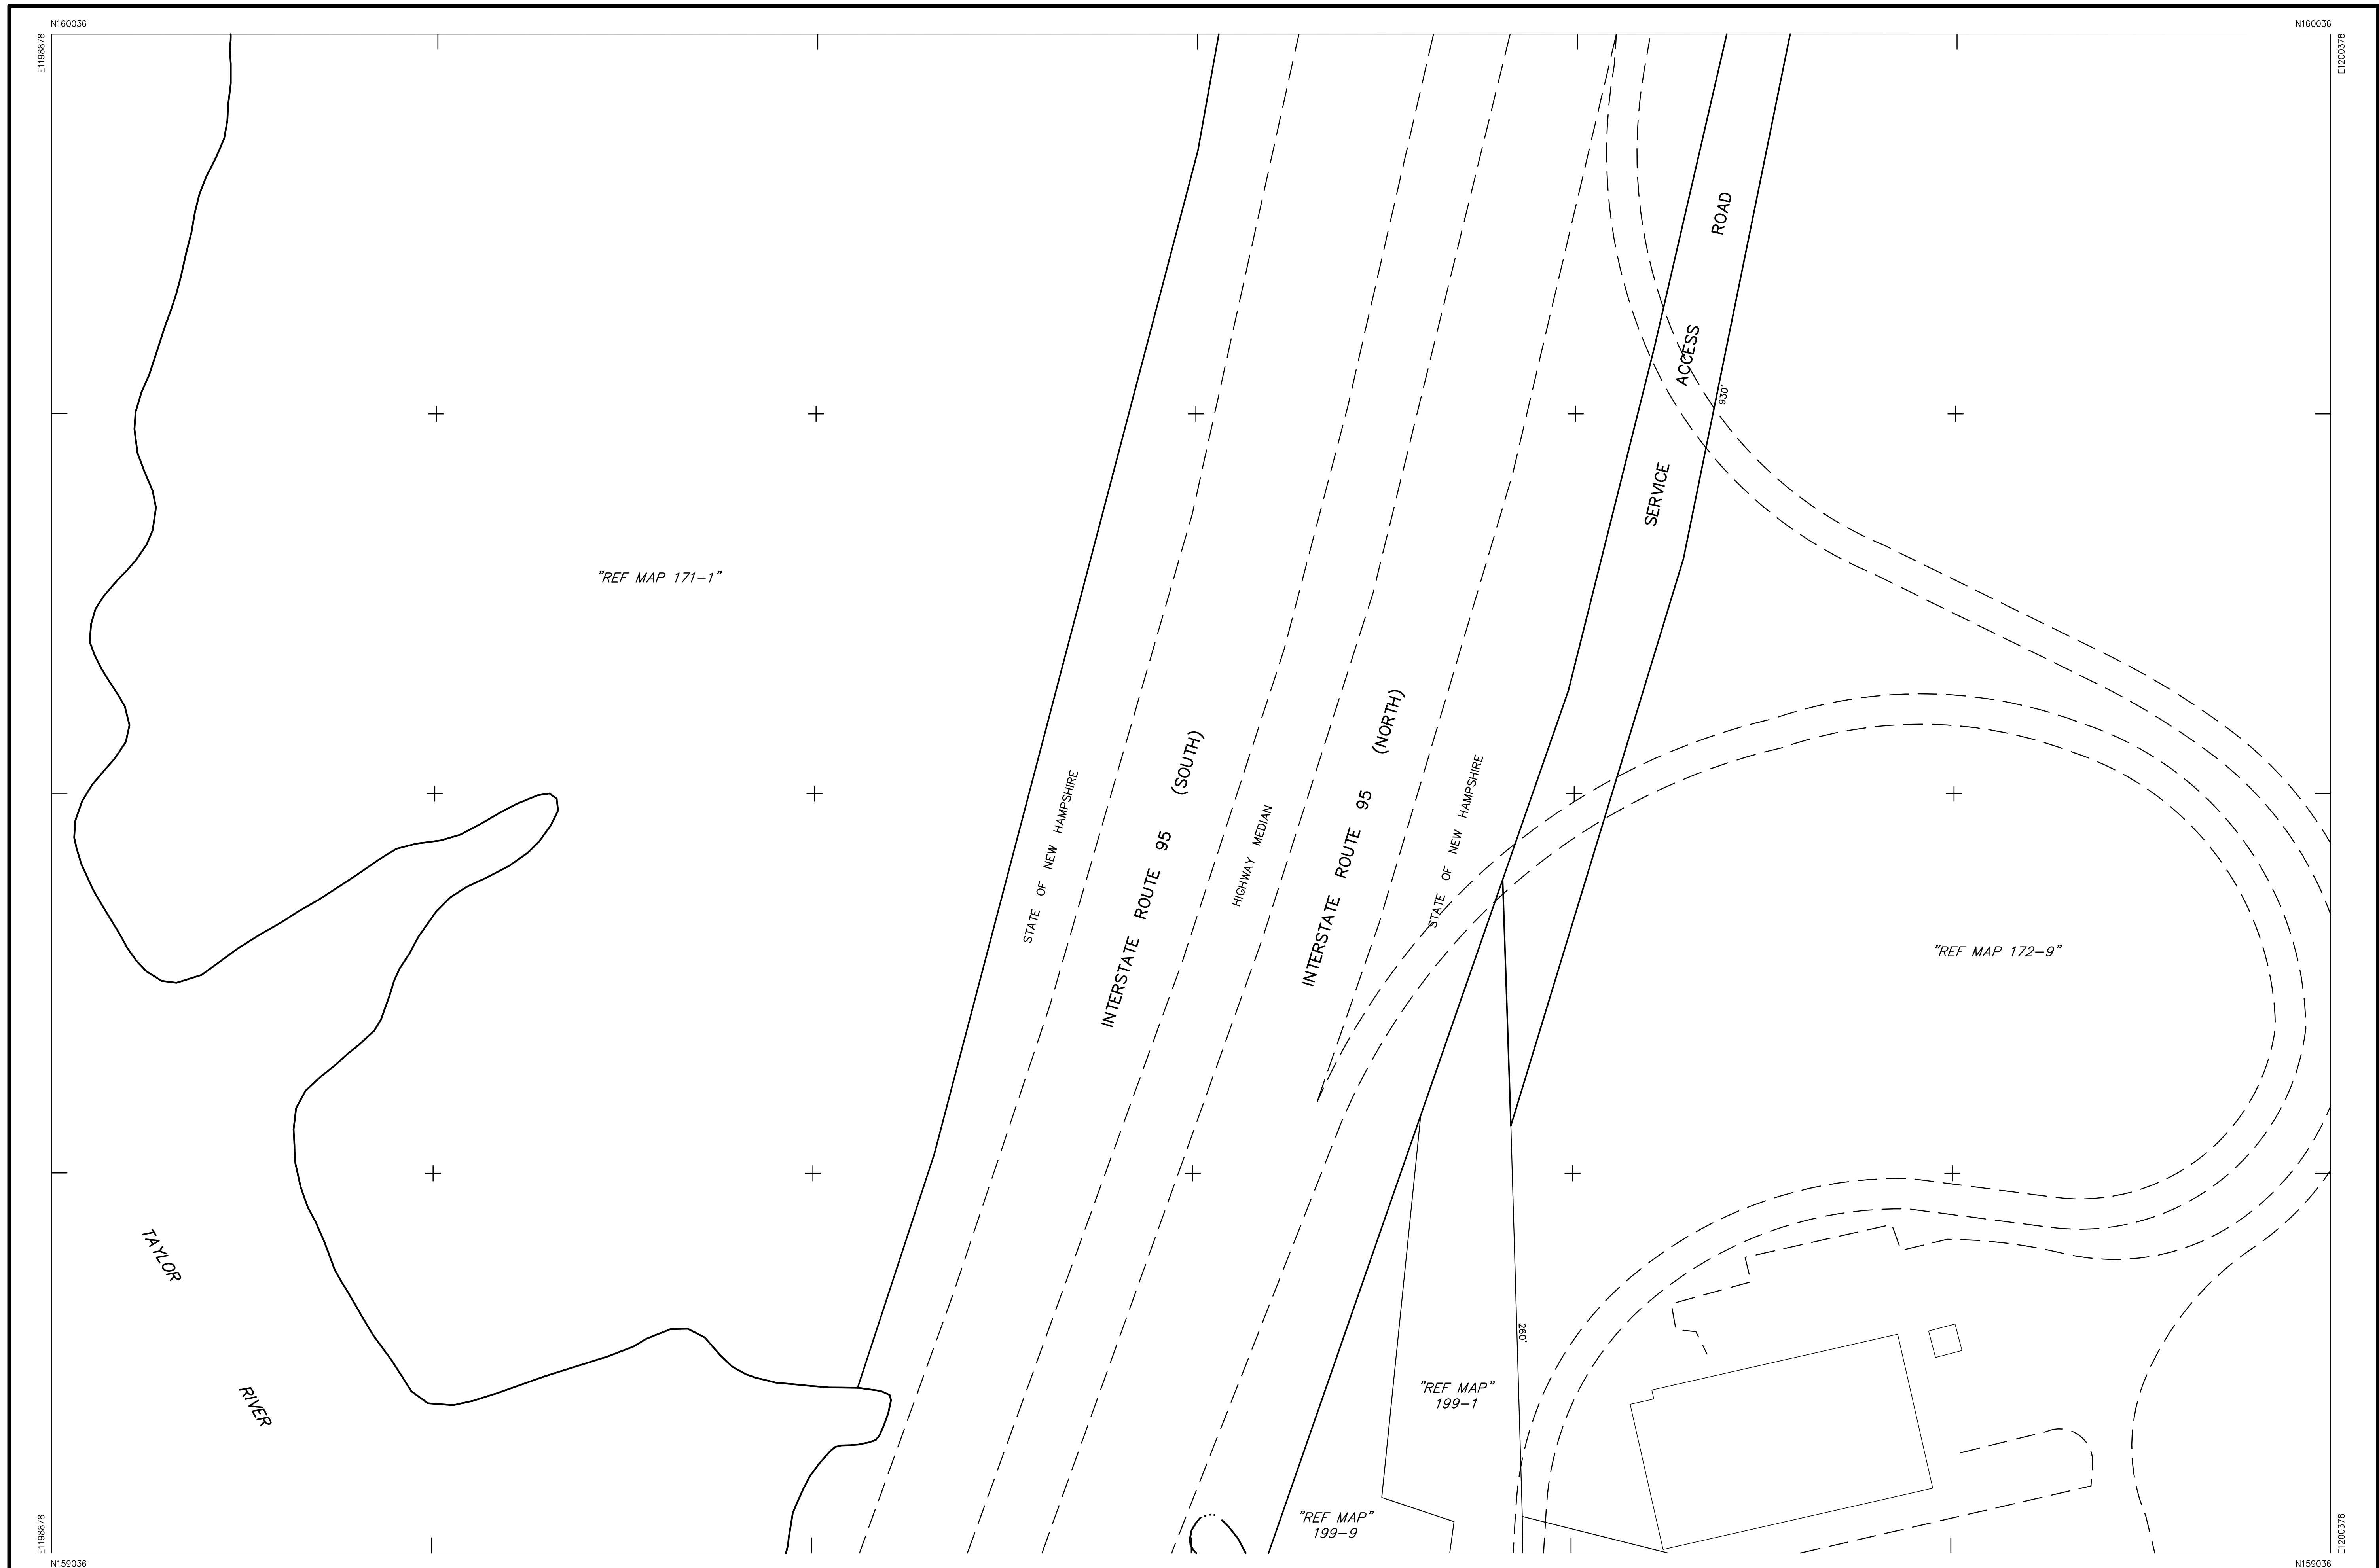 N160036
N160036
E1198878
E1200378
ROAD
ACCESS
930'
SERVICE
"REF MAP 171-1"
(NORTH)
(SOUTH)
STATE OF NEW HAMPSHIRE
INTERSTATE ROUTE 95
HIGHWAY MEDIAN
INTERSTATE ROUTE 95
STATE OF NEW HAMPSHIRE
"REF MAP 172-9"
TAYLOR
RIVER
260'
"REF MAP"
199-1
"REF MAP"
199-9
E1198878
E1200378
N159036
N159036